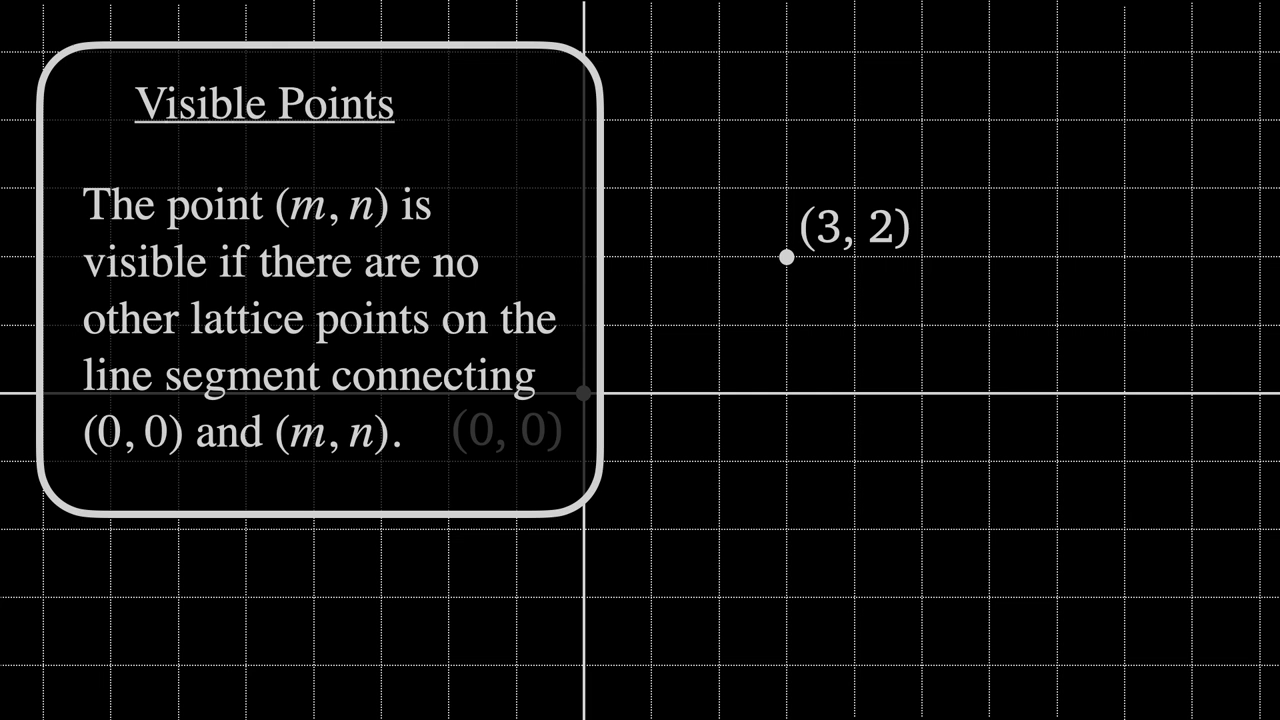 Visible Points
The point (m, n) is
visible if there are no
other lattice points on the
line segment connecting
(0, 0) and (m, n).
(0, 0)
(3, 2)